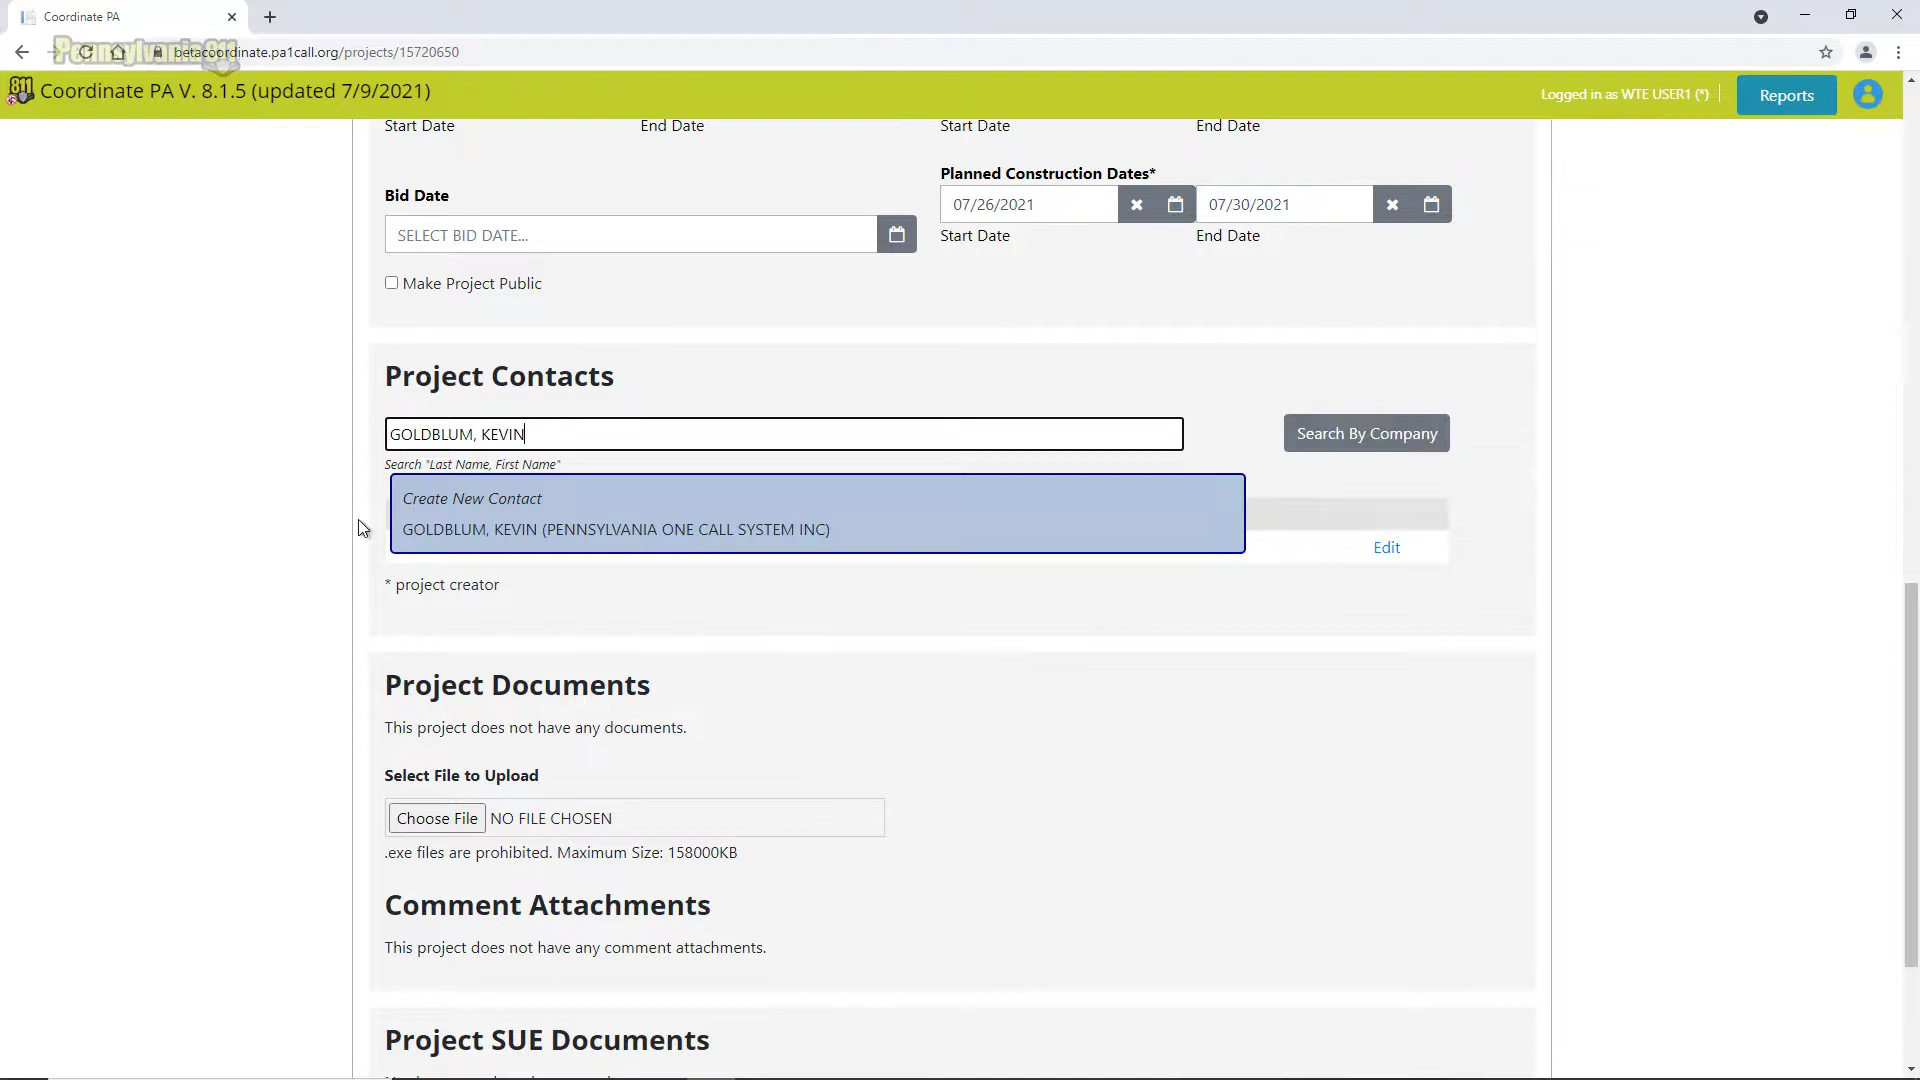 Coordinate PA
Pennsylvania811
betacoordinate.pa1call.org/projects/15720650
811
Coordinate PA V. 8.1.5 (updated 7/9/2021)
Logged in as WTE USER1 (*)
Reports
Start Date
End Date
Start Date
End Date
Planned Construction Dates*
Bid Date
07/26/2021
07/30/2021
SELECT BID DATE...
Start Date
End Date
Make Project Public
Project Contacts
GOLDBLUM, KEVIN
Search By Company
Search "Last Name, First Name"
Create New Contact
GOLDBLUM, KEVIN (PENNSYLVANIA ONE CALL SYSTEM INC)
Edit
* project creator
Project Documents
This project does not have any documents.
Select File to Upload
Choose File NO FILE CHOSEN
.exe files are prohibited. Maximum Size: 158000KB
Comment Attachments
This project does not have any comment attachments.
Project SUE Documents